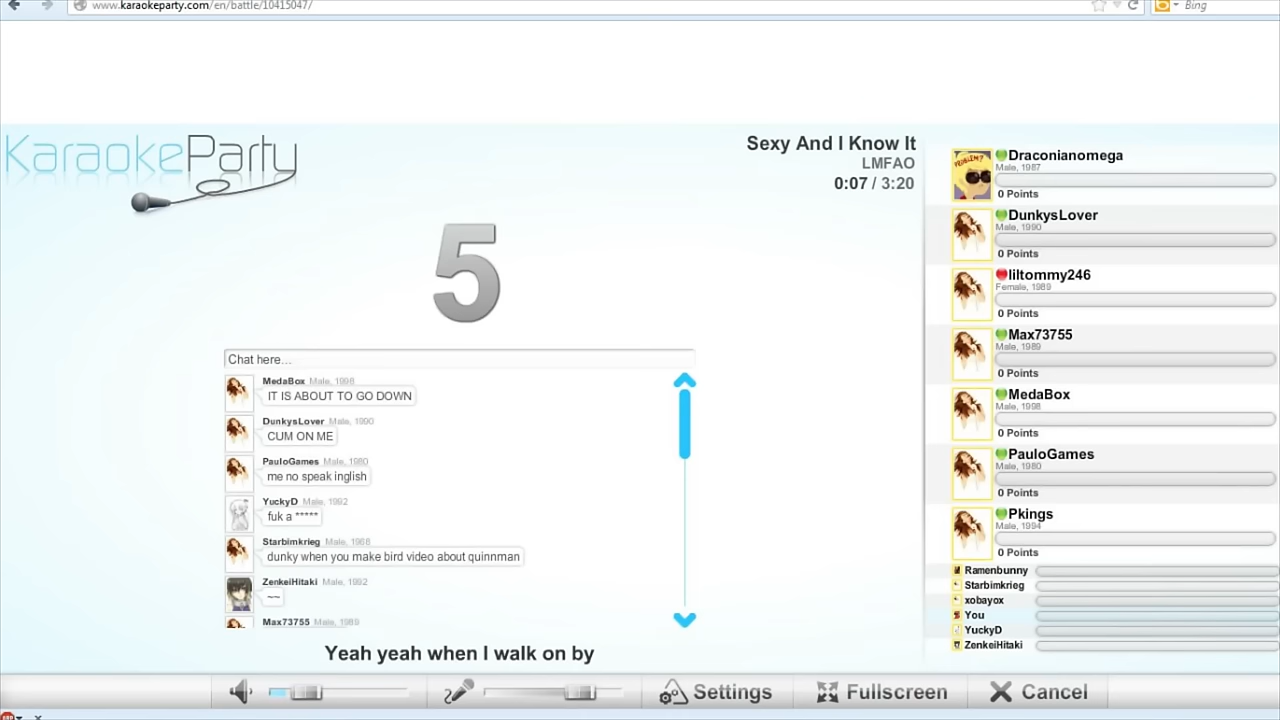 www.karaokeparty.com/en/battle/10415047/
Bing
KaraokeParty
Sexy And I Know It
LMFAO
0:07 / 3:20
5
Chat here...
MedaBox Male, 1998
IT IS ABOUT TO GO DOWN
DunkysLover Male, 1990
CUM ON ME
PauloGames Male, 1980
me no speak inglish
YuckyD Male, 1992
fuk a *****
Starbimkrieg Male, 1988
dunky when you make bird video about quinnman
ZenkeiHitaki Male, 1992
~~
Max73755 Male, 1989
Yeah yeah when I walk on by
Draconianomega
Male, 1987
0 Points
DunkysLover
Male, 1990
0 Points
liltommy246
Female, 1989
0 Points
Max73755
Male, 1989
0 Points
MedaBox
Male, 1998
0 Points
PauloGames
Male, 1980
0 Points
Pkings
Male, 1994
0 Points
Ramenbunny
Starbimkrieg
xobayox
You
YuckyD
ZenkeiHitaki
Settings
Fullscreen
Cancel